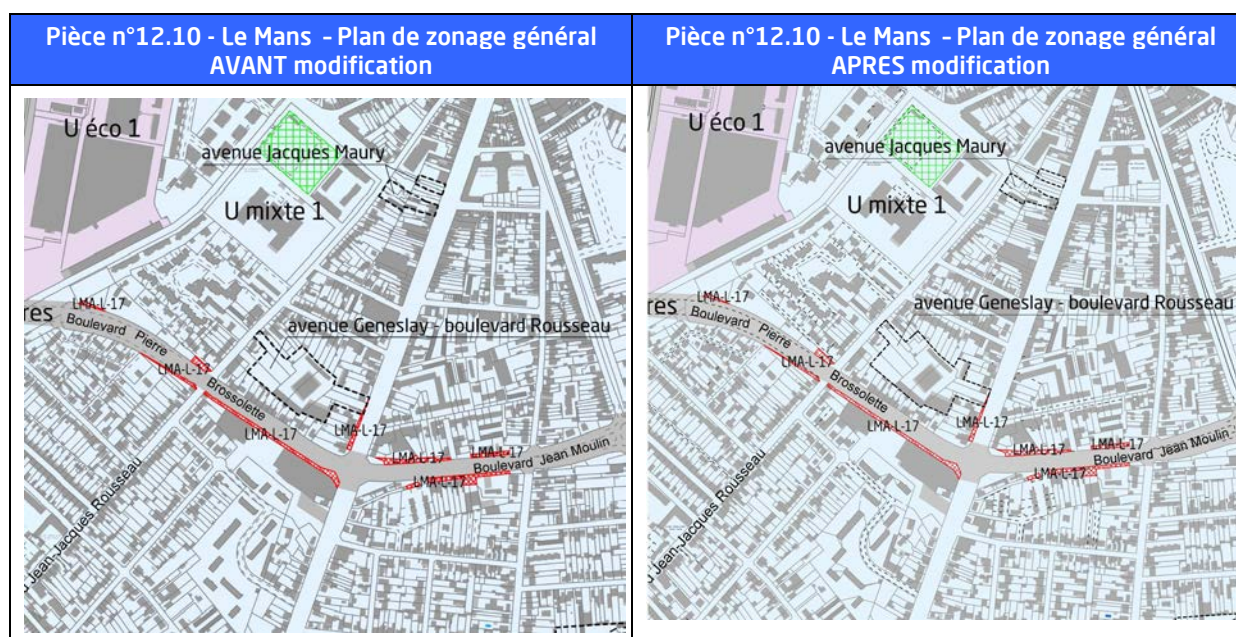 Pièce n°12.10 - Le Mans - Plan de zonage général
AVANT modification
Pièce n°12.10 - Le Mans - Plan de zonage général
APRES modification
U éco 1
avenue Jacques Maury
U mixte 1
LMA-L-17
res
Boulevard Pierre Brossolette
avenue Geneslay - boulevard Rousseau
LMA-L-17
LMA-L-17
LMA-L-17
LMA-L-17
LMA-L-17
Boulevard Jean Moulin
LMA-L-17
d Jean-Jacques Rousseau
U éco 1
avenue Jacques Maury
U mixte 1
LMA-L-17
res
Boulevard Pierre Brossolette
avenue Geneslay - boulevard Rousseau
LMA-L-17
LMA-L-17
LMA-L-17
LMA-L-17
LMA-L-17
Boulevard Jean Moulin
LMA-L-17
d Jean-Jacques Rousseau